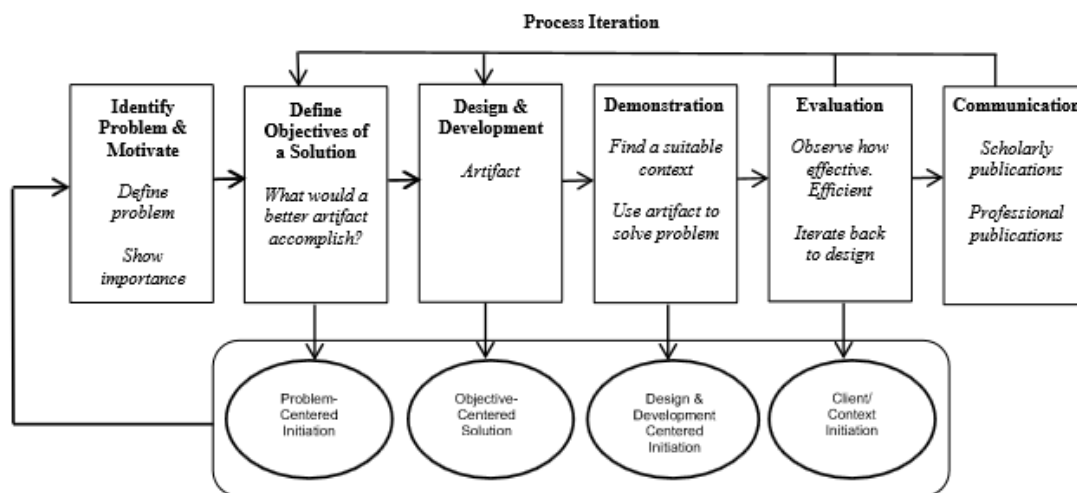 Process Iteration
Identify
Problem &
Motivate
Define
problem
Show
importance
Define
Objectives of
a Solution
What would a
better artifact
accomplish?
Design &
Development
Artifact
Demonstration
Find a suitable
context
Use artifact to
solve problem
Evaluation
Observe how
effective.
Efficient
Iterate back
to design
Communication
Scholarly
publications
Professional
publications
Problem-
Centered
Initiation
Objective-
Centered
Solution
Design &
Development
Centered
Initiation
Client/
Context
Initiation